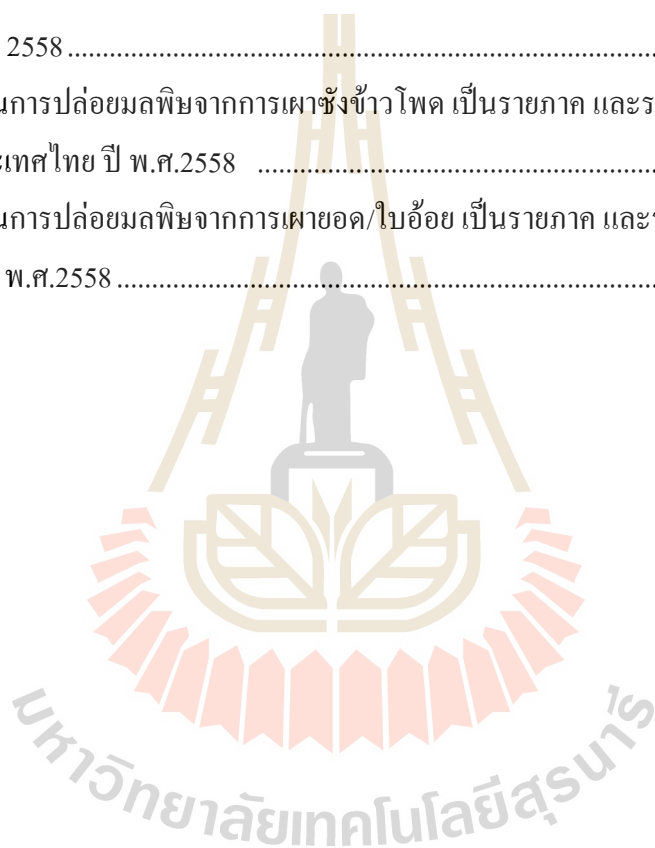 2558 ........................................................................................
นการปล่อยมลพิษจากการเผาซังข้าวโพด เป็นรายภาค และร
ะเทศไทย ปี พ.ศ.2558 ............................................................
นการปล่อยมลพิษจากการเผายอด/ใบอ้อย เป็นรายภาค และร
พ.ศ.2558 .................................................................................
มหาวิทยาลัยเทคโนโลยีสุรนารี